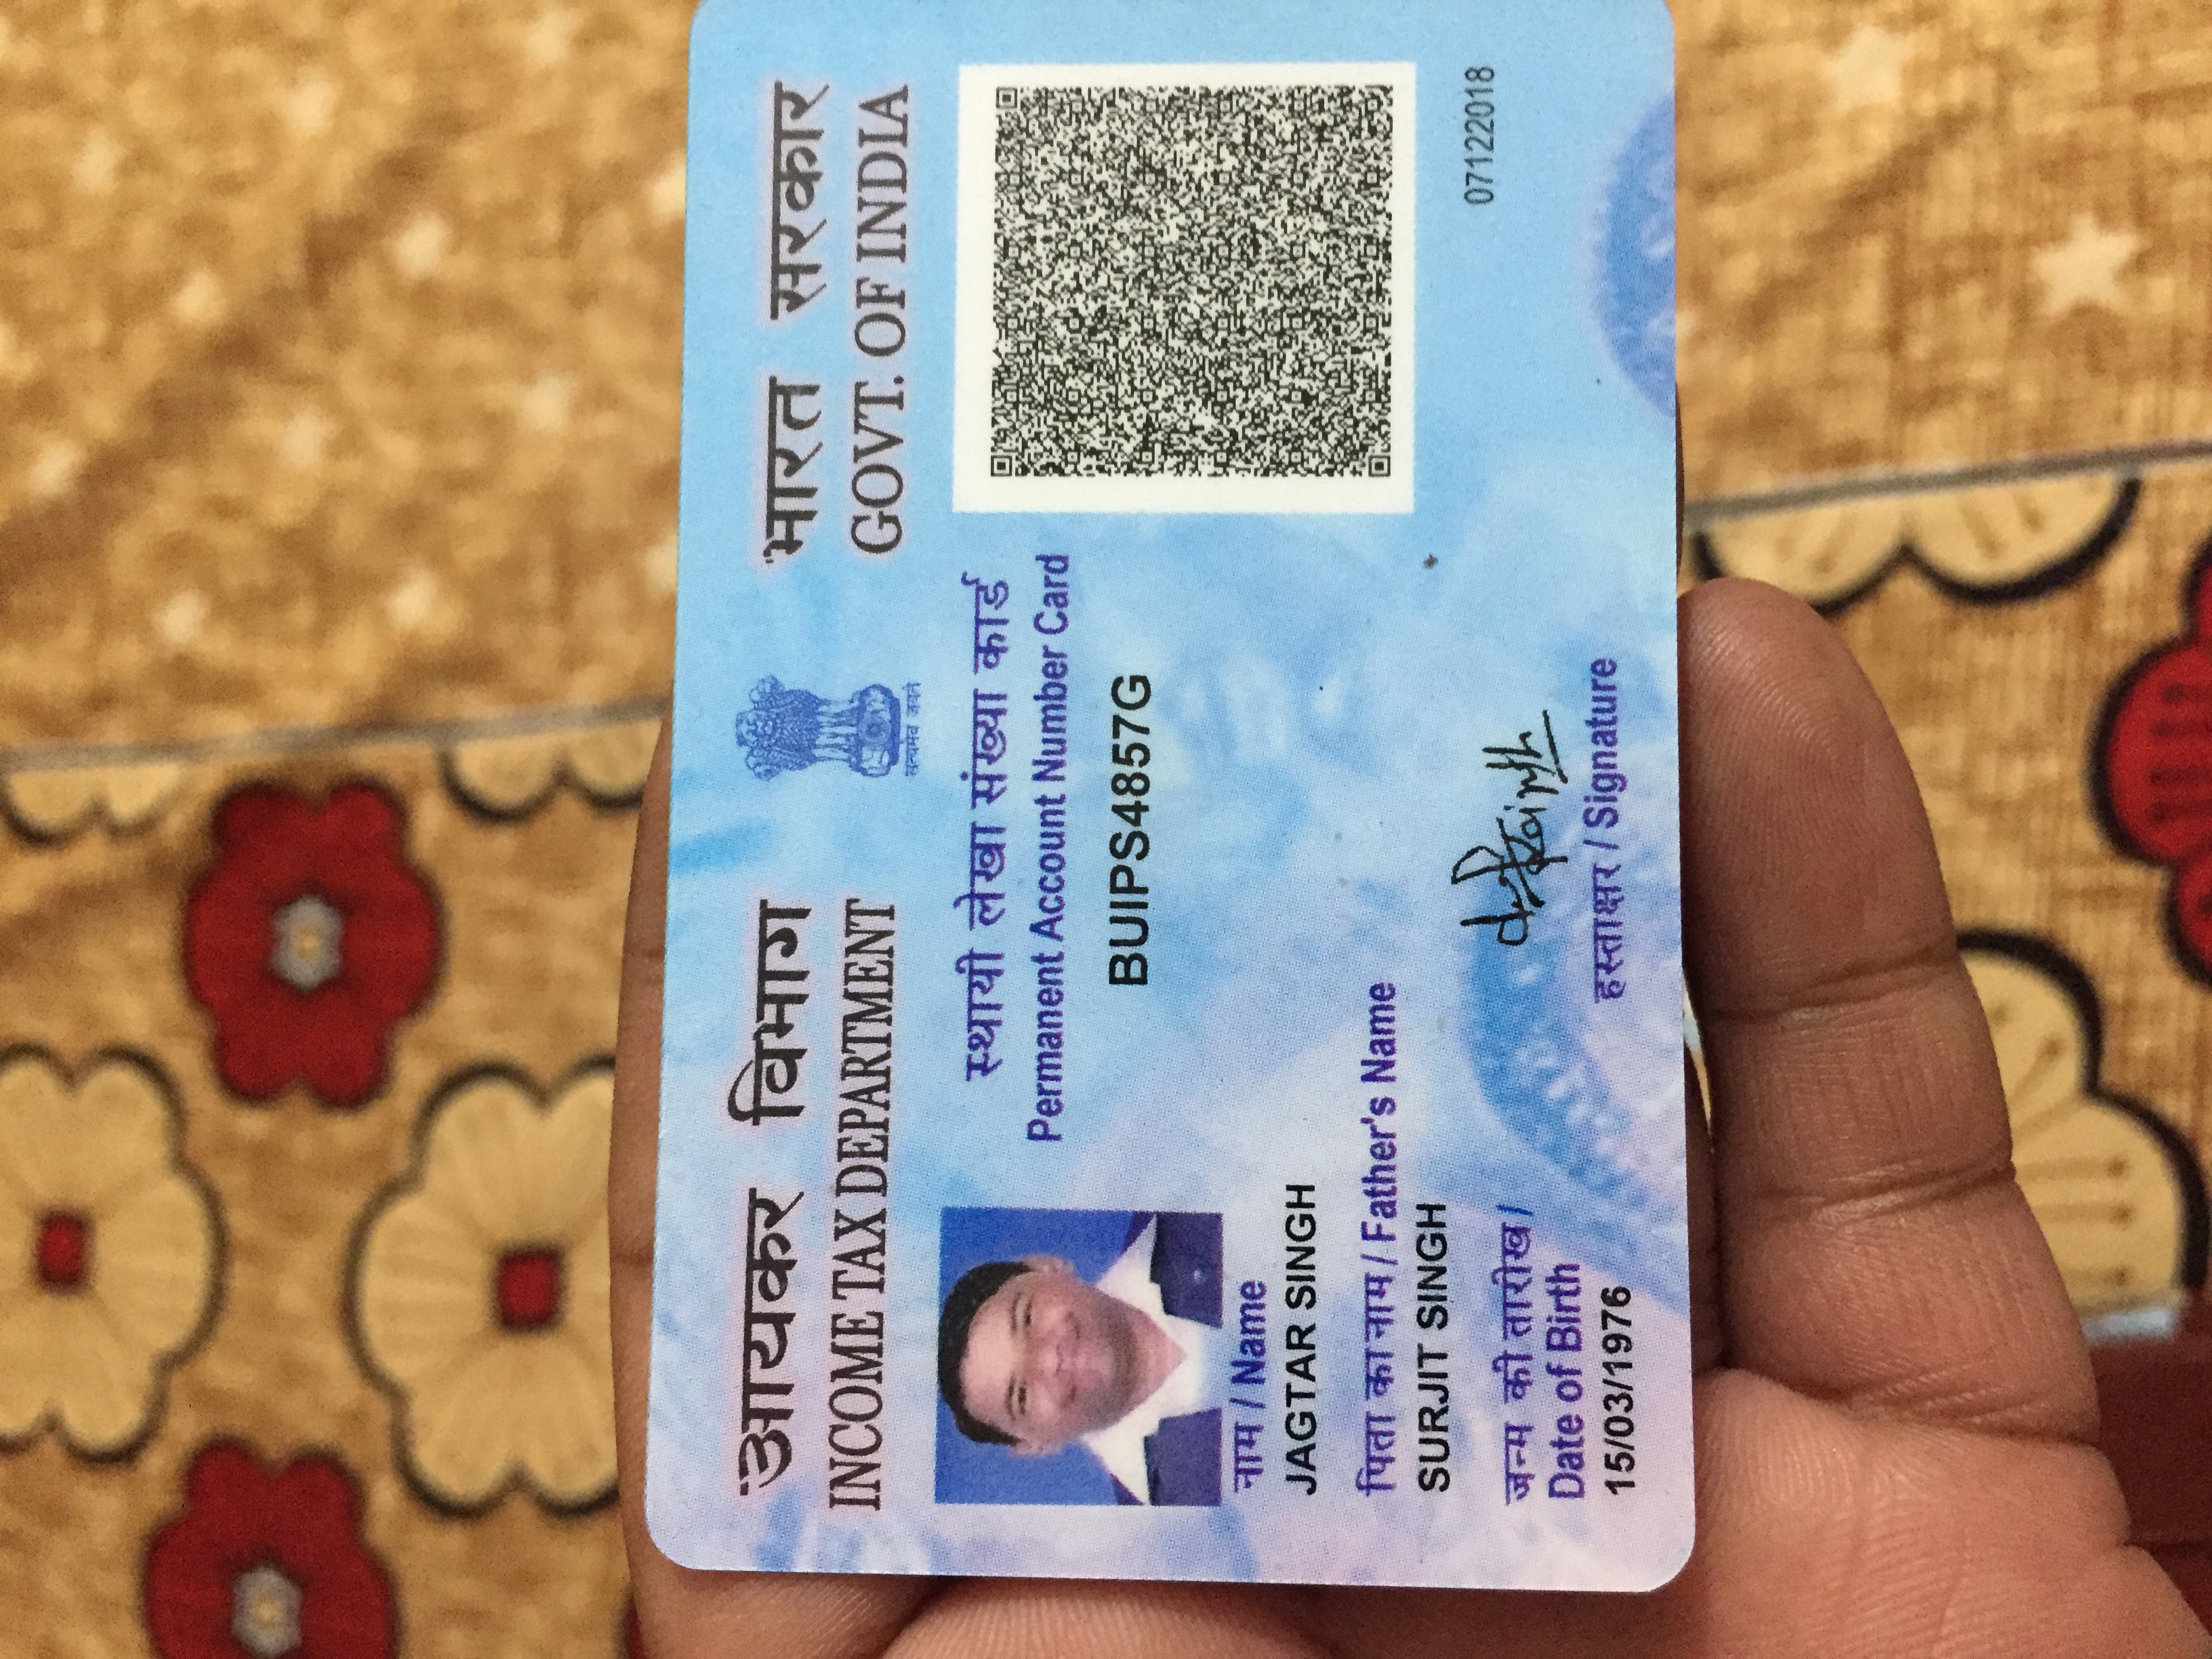 आयकर विभाग
INCOME TAX DEPARTMENT
सत्यमेव जयते
भारत सरकार
GOVT. OF INDIA
स्थायी लेखा संख्या कार्ड
Permanent Account Number Card
BUIPS4857G
नाम / Name
JAGTAR SINGH
पिता का नाम / Father's Name
SURJIT SINGH
जन्म की तारीख /
Date of Birth
15/03/1976
हस्ताक्षर / Signature
07122018